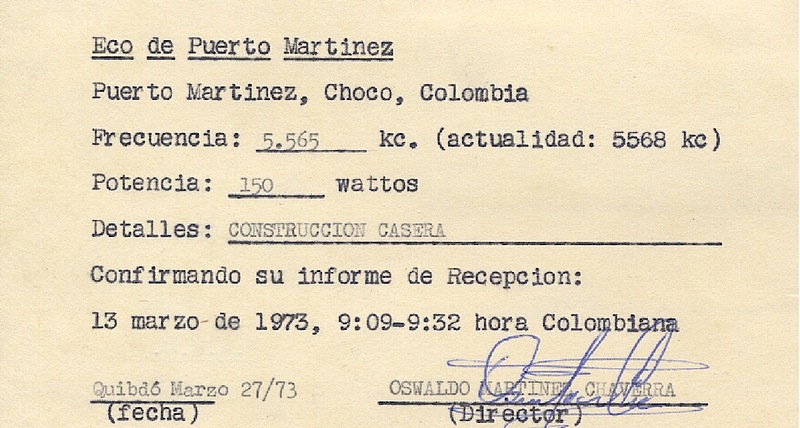 Eco de Puerto Martinez
Puerto Martinez, Choco, Colombia
Frecuencia: 5.565 kc. (actualidad: 5568 kc)
Potencia: 150 wattos
Detalles: CONSTRUCCION CASERA
Confirmando su informe de Recepcion:
13 marzo de 1973, 9:09-9:32 hora Colombiana
Quibdó Marzo 27/73 OSWALDO MARTINEZ CHAVERRA
(fecha) (Director)